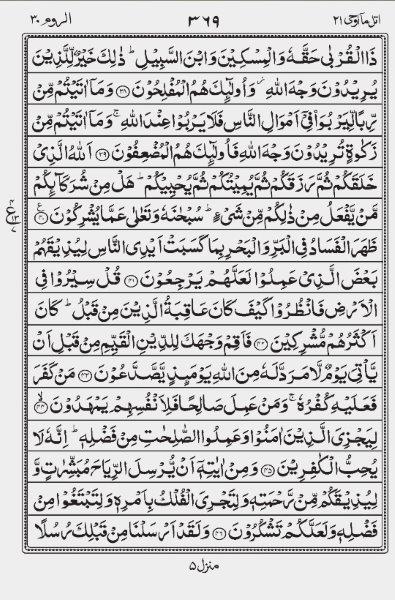 اتل مآ اوحی ۲۱ ۳۶۹ الروم ۳۰
ذَا الْقُرْبٰى حَقَّهٗ وَالْمِسْكِيْنَ وَابْنَ السَّبِيْلِ ؕ ذٰلِكَ خَيْرٌ لِّلَّذِيْنَ
يُرِيْدُوْنَ وَجْهَ اللّٰهِ ؗ وَاُولٰٓئِكَ هُمُ الْمُفْلِحُوْنَ ﴿۳۸﴾ وَمَاۤ اٰتَيْتُمْ مِّنْ
رِّبًا لِّيَرْبُوَا۠ فِيْۤ اَمْوَالِ النَّاسِ فَلَا يَرْبُوْا عِنْدَ اللّٰهِ ۚ وَمَاۤ اٰتَيْتُمْ مِّنْ
زَكٰوةٍ تُرِيْدُوْنَ وَجْهَ اللّٰهِ فَاُولٰٓئِكَ هُمُ الْمُضْعِفُوْنَ ﴿۳۹﴾ اَللّٰهُ الَّذِيْ
خَلَقَكُمْ ثُمَّ رَزَقَكُمْ ثُمَّ يُمِيْتُكُمْ ثُمَّ يُحْيِيْكُمْ ؕ هَلْ مِنْ شُرَكَآئِكُمْ
مَّنْ يَّفْعَلُ مِنْ ذٰلِكُمْ مِّنْ شَيْءٍ ؕ سُبْحٰنَهٗ وَتَعٰلٰى عَمَّا يُشْرِكُوْنَ ﴿۴۰﴾ ع
ظَهَرَ الْفَسَادُ فِي الْبَرِّ وَالْبَحْرِ بِمَا كَسَبَتْ اَيْدِي النَّاسِ لِيُذِيْقَهُمْ
بَعْضَ الَّذِيْ عَمِلُوْا لَعَلَّهُمْ يَرْجِعُوْنَ ﴿۴۱﴾ قُلْ سِيْرُوْا فِي
الْاَرْضِ فَانْظُرُوْا كَيْفَ كَانَ عَاقِبَةُ الَّذِيْنَ مِنْ قَبْلُ ؕ كَانَ
اَكْثَرُهُمْ مُّشْرِكِيْنَ ﴿۴۲﴾ فَاَقِمْ وَجْهَكَ لِلدِّيْنِ الْقَيِّمِ مِنْ قَبْلِ اَنْ
يَّاْتِيَ يَوْمٌ لَّا مَرَدَّ لَهٗ مِنَ اللّٰهِ يَوْمَئِذٍ يَّصَّدَّعُوْنَ ﴿۴۳﴾ مَنْ كَفَرَ
فَعَلَيْهِ كُفْرُهٗ ۚ وَمَنْ عَمِلَ صَالِحًا فَلِاَنْفُسِهِمْ يَمْهَدُوْنَ ﴿۴۴﴾
لِيَجْزِيَ الَّذِيْنَ اٰمَنُوْا وَعَمِلُوا الصّٰلِحٰتِ مِنْ فَضْلِهٖ ؕ اِنَّهٗ لَا
يُحِبُّ الْكٰفِرِيْنَ ﴿۴۵﴾ وَمِنْ اٰيٰتِهٖۤ اَنْ يُّرْسِلَ الرِّيَاحَ مُبَشِّرٰتٍ وَّ
لِيُذِيْقَكُمْ مِّنْ رَّحْمَتِهٖ وَلِتَجْرِيَ الْفُلْكُ بِاَمْرِهٖ وَلِتَبْتَغُوْا مِنْ
فَضْلِهٖ وَلَعَلَّكُمْ تَشْكُرُوْنَ ﴿۴۶﴾ وَلَقَدْ اَرْسَلْنَا مِنْ قَبْلِكَ رُسُلًا
منزل ۵